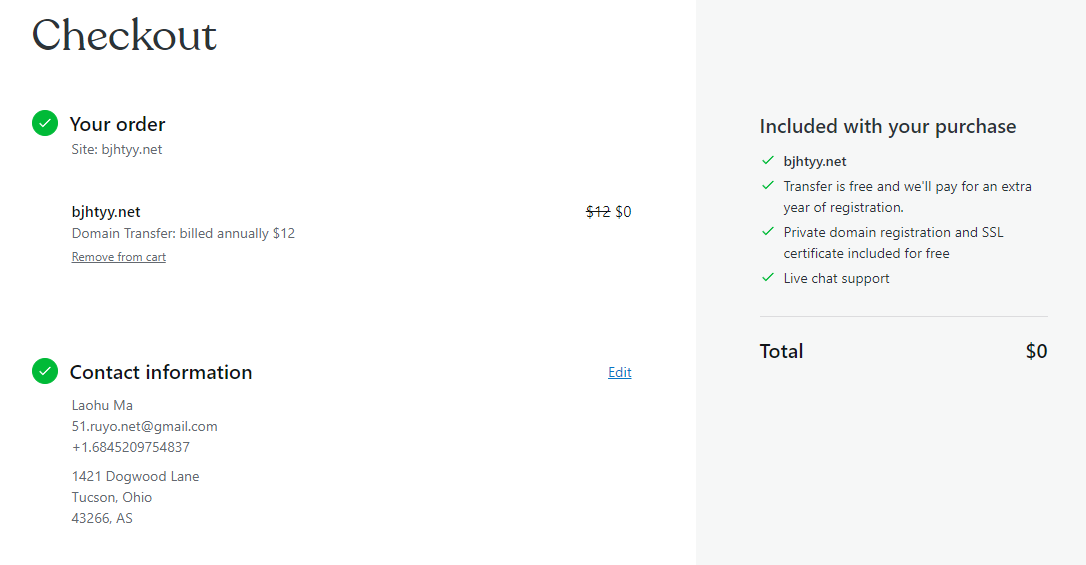 Checkout
Your order
Site: bjhtyy.net
bjhtyy.net
$12 $0
Domain Transfer: billed annually $12
Remove from cart
Contact information
Edit
Laohu Ma
51.ruyo.net@gmail.com
+1.6845209754837
1421 Dogwood Lane
Tucson, Ohio
43266, AS
Included with your purchase
bjhtyy.net
Transfer is free and we'll pay for an extra
year of registration.
Private domain registration and SSL
certificate included for free
Live chat support
Total
$0